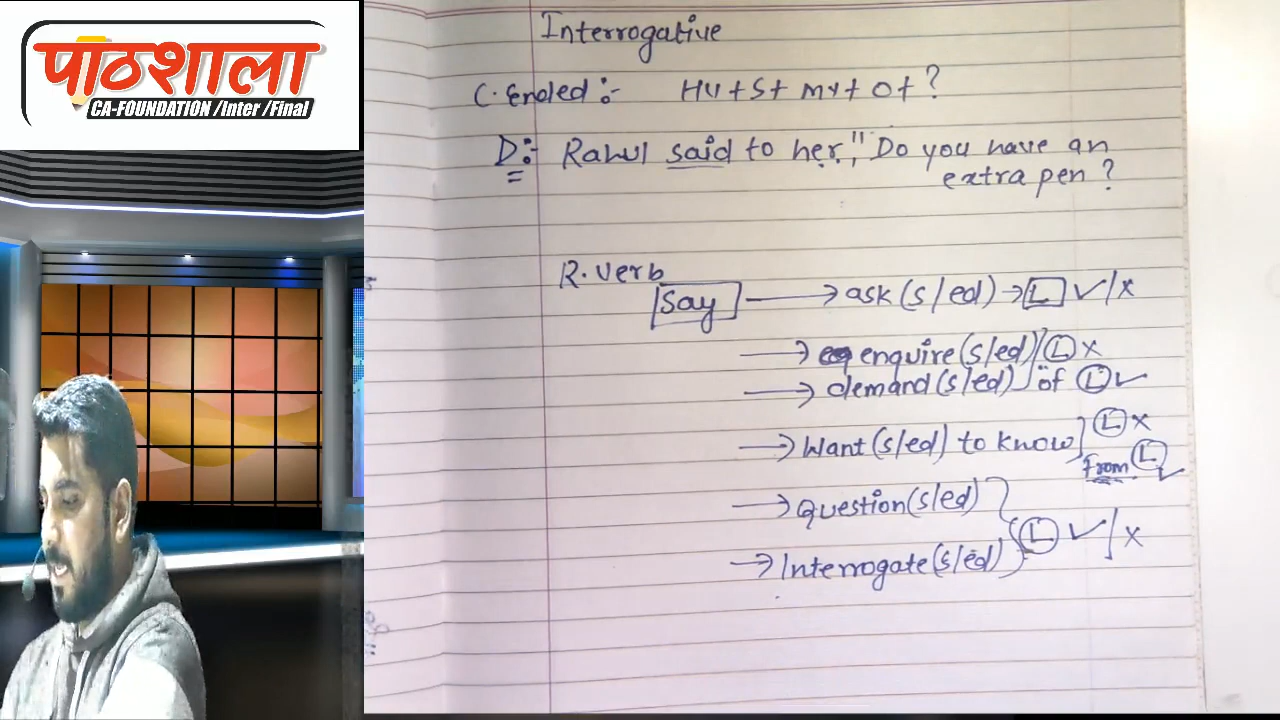 पाठशाला
CA-FOUNDATION /Inter /Final
Interrogative
C. Ended :- HV + S + MV + O + ?
D:- Rahul said to her, "Do you have an
extra pen ?
R. verb
Say → ask (s/ed) → L ✓/x
→ enquire (s/ed) L x
→ demand (s/ed) of L ✓
→ Want (s/ed) to know L x
from L ✓
→ Question (s/ed)
→ Interrogate (s/ed) L ✓/x